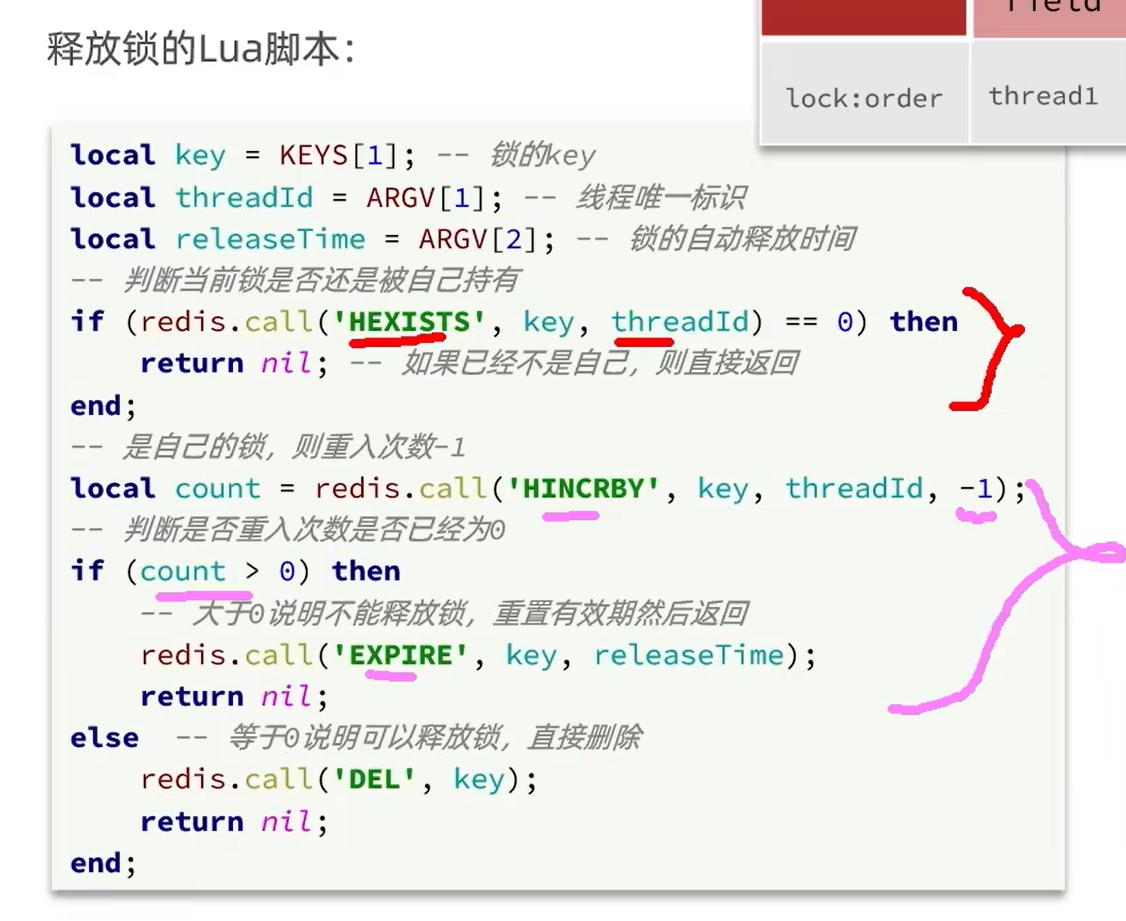 释放锁的Lua脚本：
field
lock:order thread1
local key = KEYS[1]; -- 锁的key
local threadId = ARGV[1]; -- 线程唯一标识
local releaseTime = ARGV[2]; -- 锁的自动释放时间
-- 判断当前锁是否还是被自己持有
if (redis.call('HEXISTS', key, threadId) == 0) then
return nil; -- 如果已经不是自己，则直接返回
end;
-- 是自己的锁，则重入次数-1
local count = redis.call('HINCRBY', key, threadId, -1);
-- 判断是否重入次数是否已经为0
if (count > 0) then
-- 大于0说明不能释放锁，重置有效期然后返回
redis.call('EXPIRE', key, releaseTime);
return nil;
else -- 等于0说明可以释放锁，直接删除
redis.call('DEL', key);
return nil;
end;